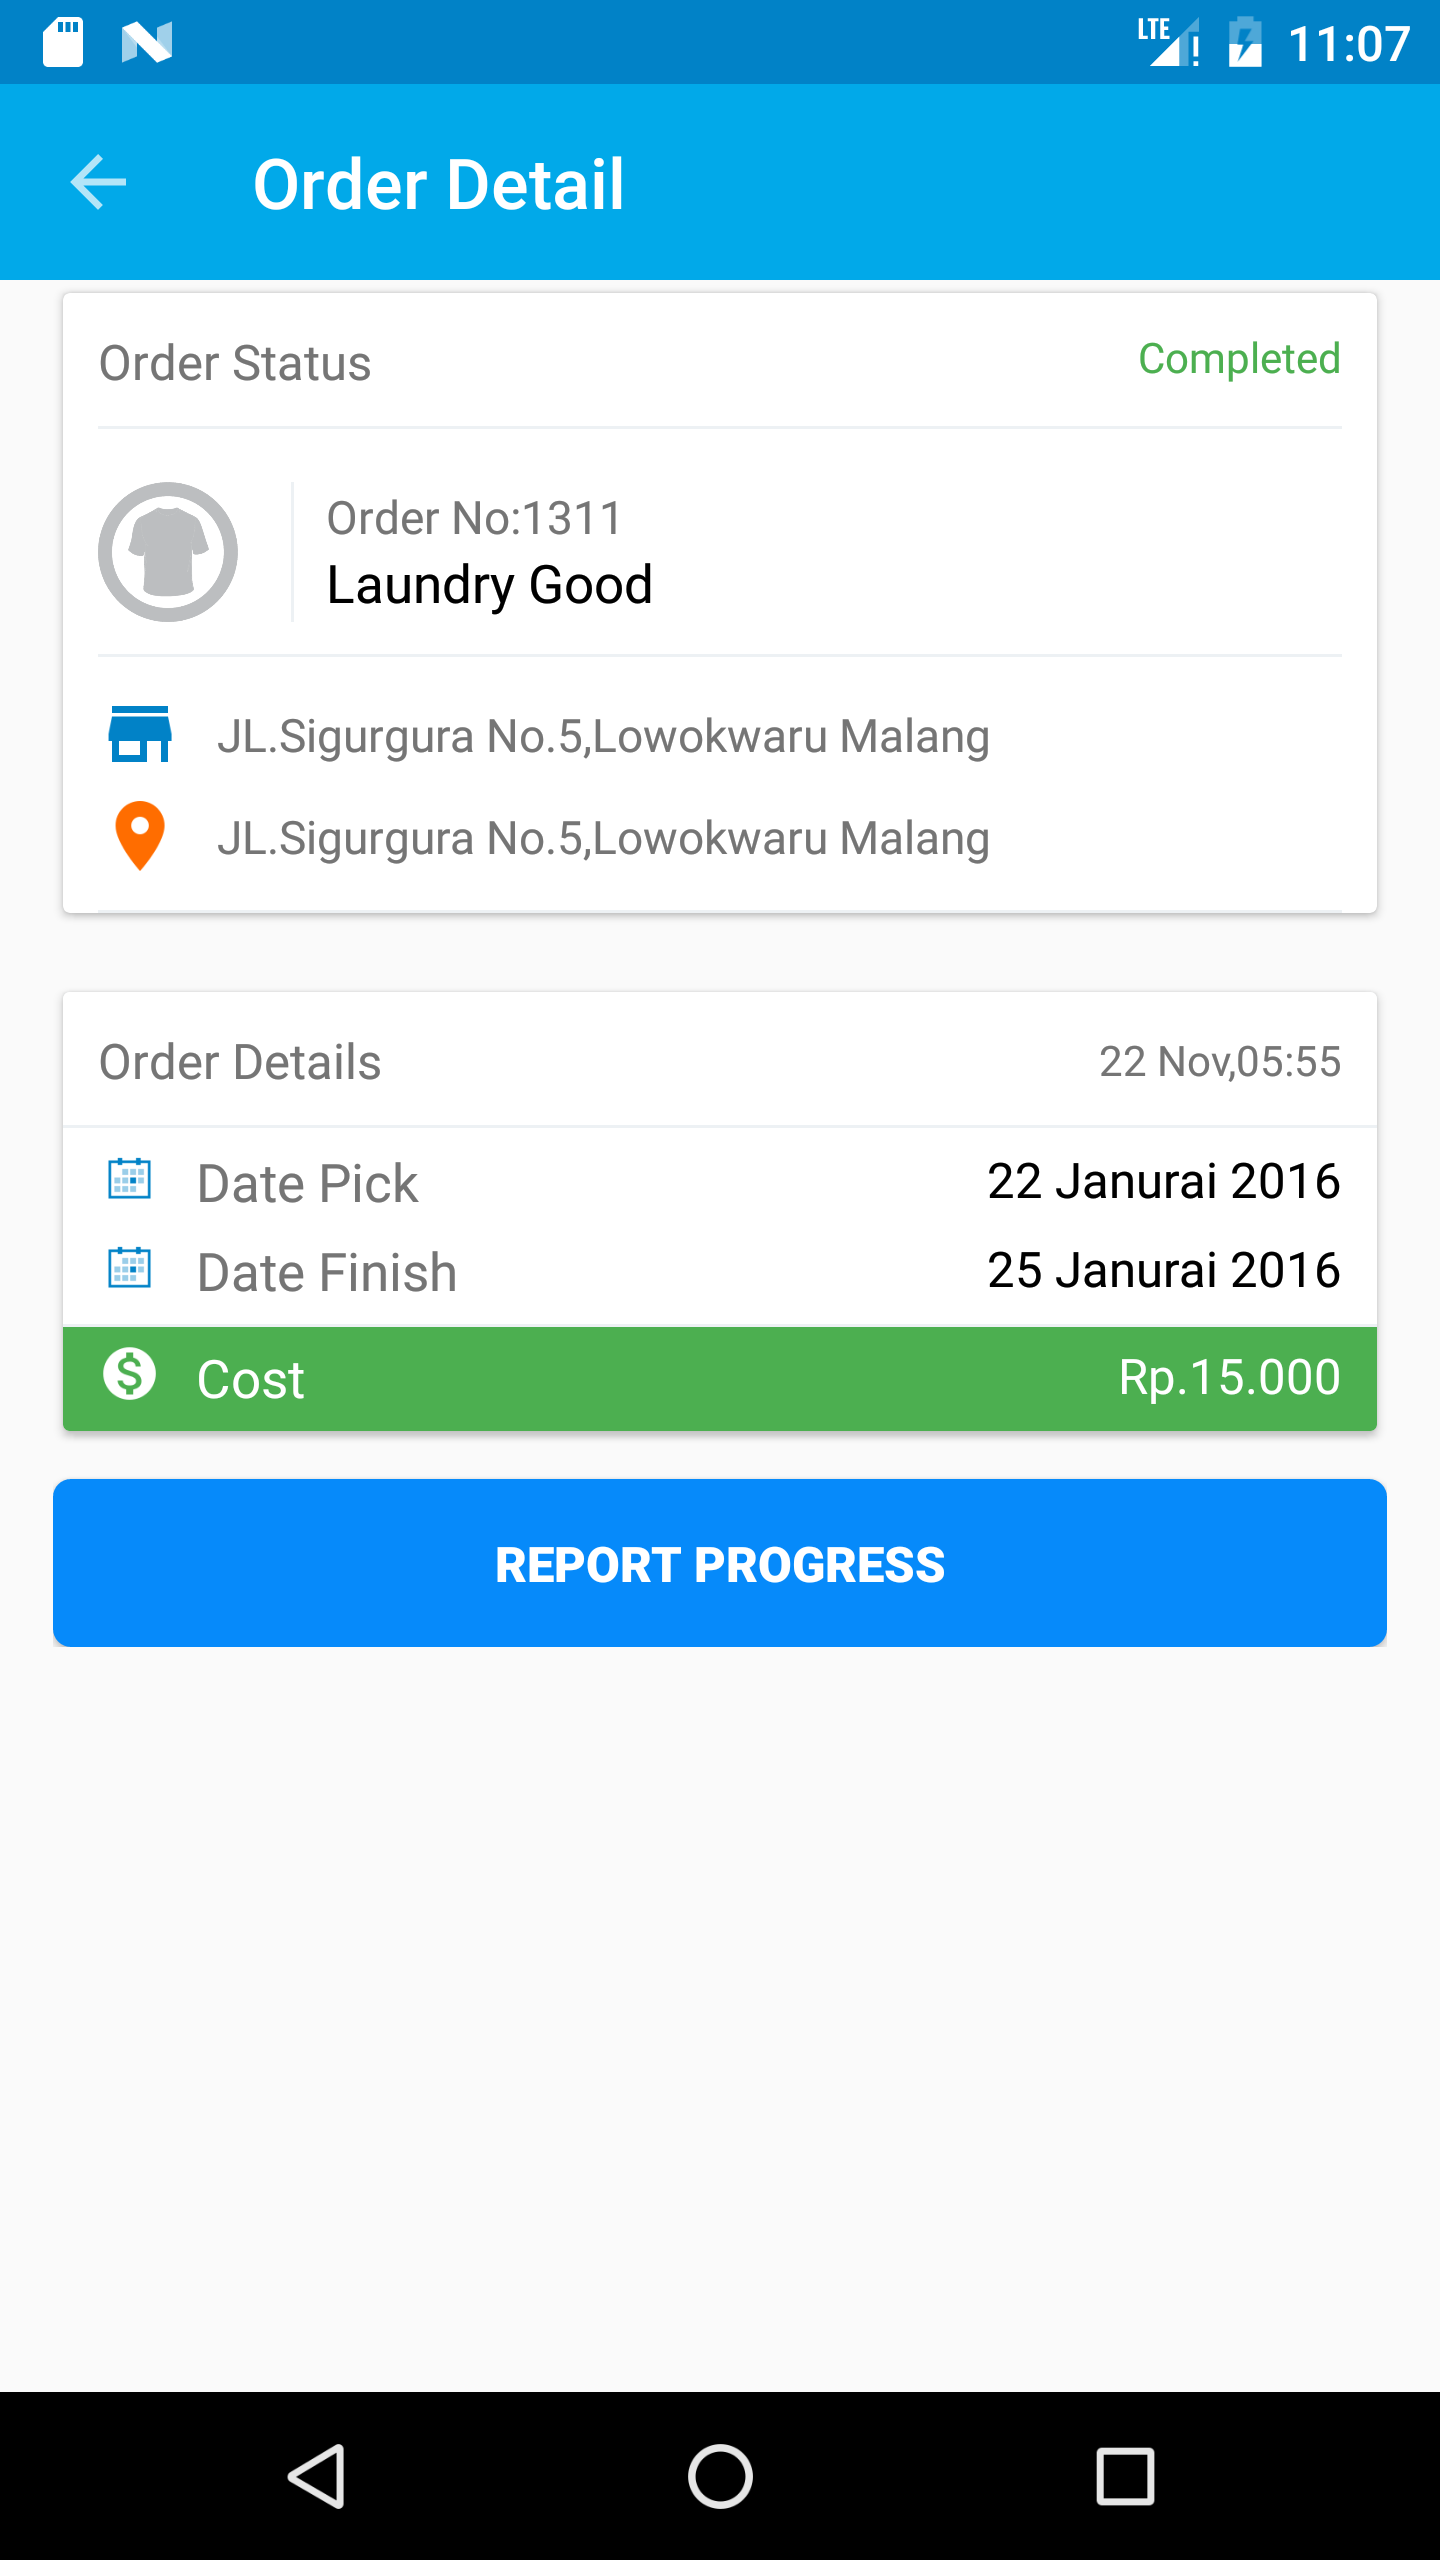 LTE 11:07
Order Detail
Order Status Completed
Order No:1311
Laundry Good
JL.Sigurgura No.5,Lowokwaru Malang
JL.Sigurgura No.5,Lowokwaru Malang
Order Details 22 Nov,05:55
Date Pick 22 Janurai 2016
Date Finish 25 Janurai 2016
Cost Rp.15.000
REPORT PROGRESS